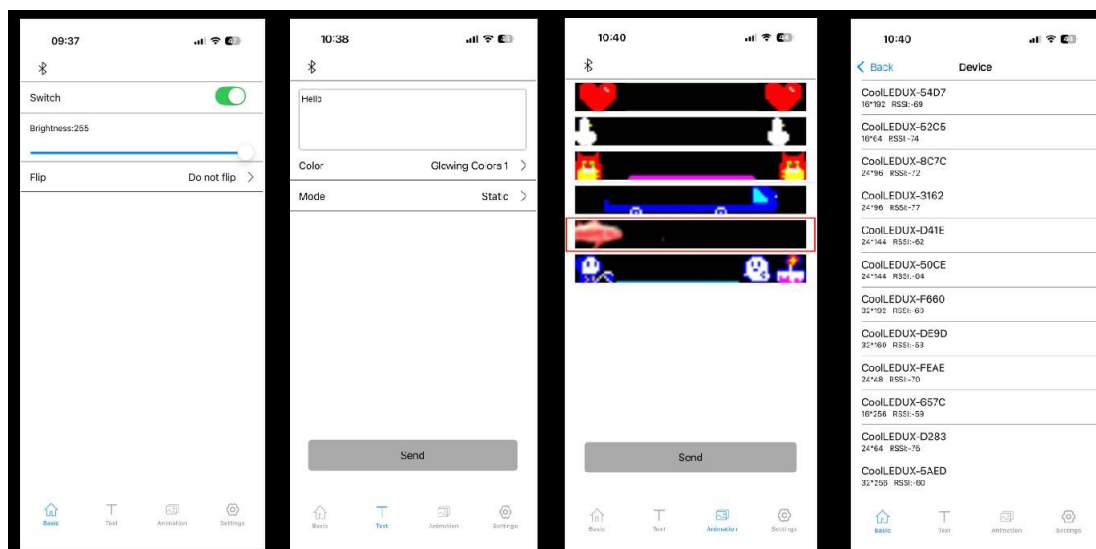 09:37
Switch
Brightness:255
Flip Do not flip
Basic Text Animation Settings
10:38
Hello
Color Glowing Colors 1
Mode Static
Send
Basic Text Animation Settings
10:40
Send
Basic Text Animation Settings
10:40
Back Device
CoolLEDUX-54D7
16*192 RSSI:-69
CoolLEDUX-52C5
16*64 RSSI:-74
CoolLEDUX-8C7C
24*96 RSSI:-72
CoolLEDUX-3162
24*96 RSSI:-77
CoolLEDUX-D41E
24*144 RSSI:-62
CoolLEDUX-50CE
24*144 RSSI:-64
CoolLEDUX-F660
32*192 RSSI:-60
CoolLEDUX-DE9D
32*160 RSSI:-53
CoolLEDUX-FEAE
24*48 RSSI:-70
CoolLEDUX-657C
16*256 RSSI:-59
CoolLEDUX-D283
24*64 RSSI:-75
CoolLEDUX-5AED
32*256 RSSI:-60
Basic Text Animation Settings